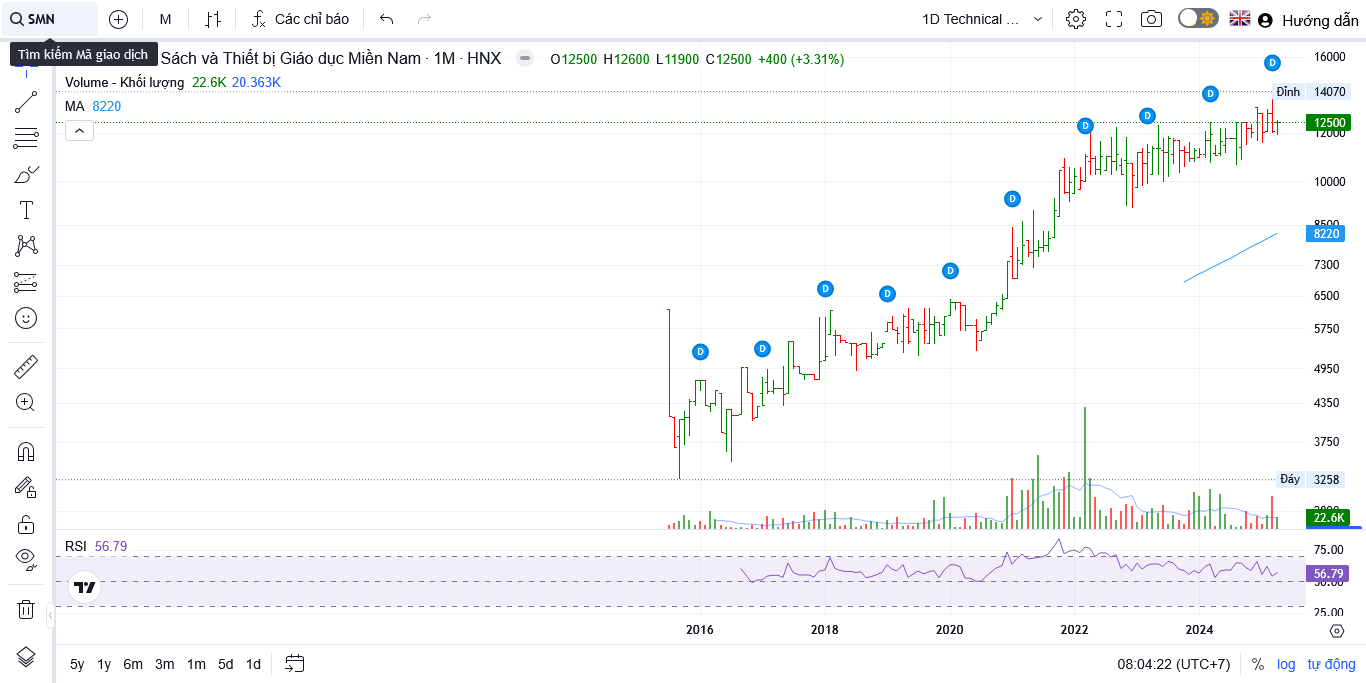 SMN M Các chỉ báo 1D Technical ... Hướng dẫn
Tìm kiếm Mã giao dịch
Sách và Thiết bị Giáo dục Miền Nam · 1M · HNX O12500 H12600 L11900 C12500 +400 (+3.31%)
Volume - Khối lượng 22.6K 20.363K
MA 8220
16000
Đỉnh 14070
12500
12000
10000
8500
8220
7300
6500
5750
4950
4350
3750
Đáy 3258
22.6K
D
D
D
D
D
D
D
D
D
D
RSI 56.79
75.00
56.79
50.00
25.00
2016 2018 2020 2022 2024
5y 1y 6m 3m 1m 5d 1d 08:04:22 (UTC+7) % log tự động